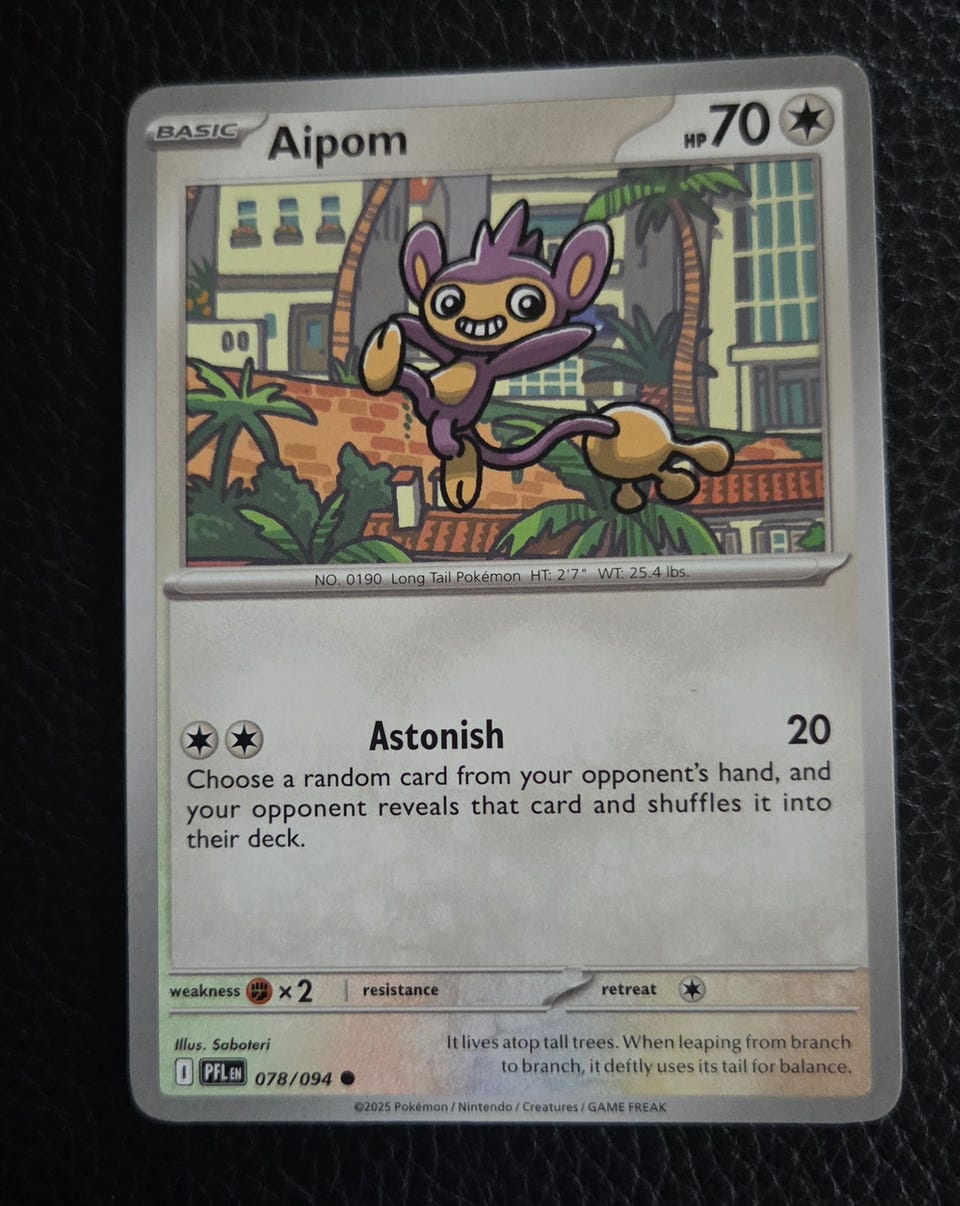 BASIC Aipom HP 70
NO. 0190 Long Tail Pokémon HT: 2'7" WT: 25.4 lbs.
Astonish 20
Choose a random card from your opponent's hand, and
your opponent reveals that card and shuffles it into
their deck.
weakness ×2 resistance retreat
Illus. Saboteri
It lives atop tall trees. When leaping from branch
to branch, it deftly uses its tail for balance.
I PFL EN 078/094
©2025 Pokémon / Nintendo / Creatures / GAME FREAK